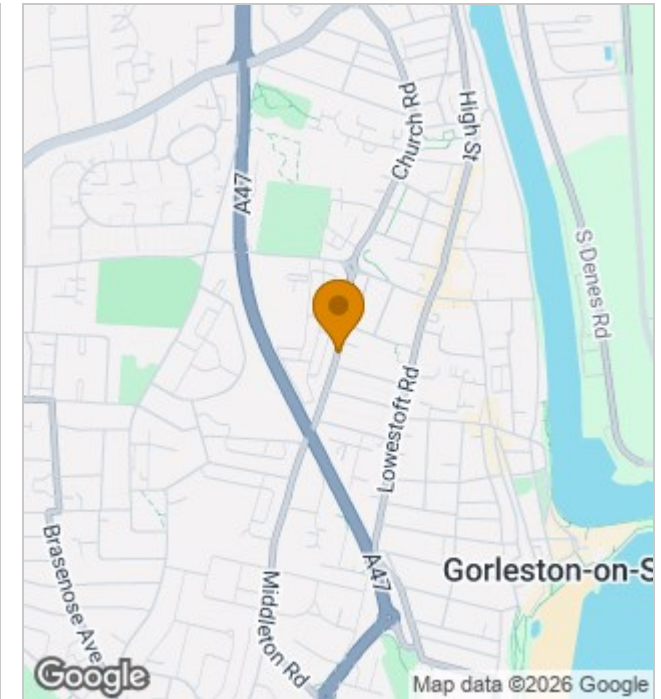 Church Rd
High St
A47
S Denes Rd
Lowestoft Rd
A47
Gorleston-on-S
Brasenose Ave
Middleton Rd
Google
Map data ©2026 Google